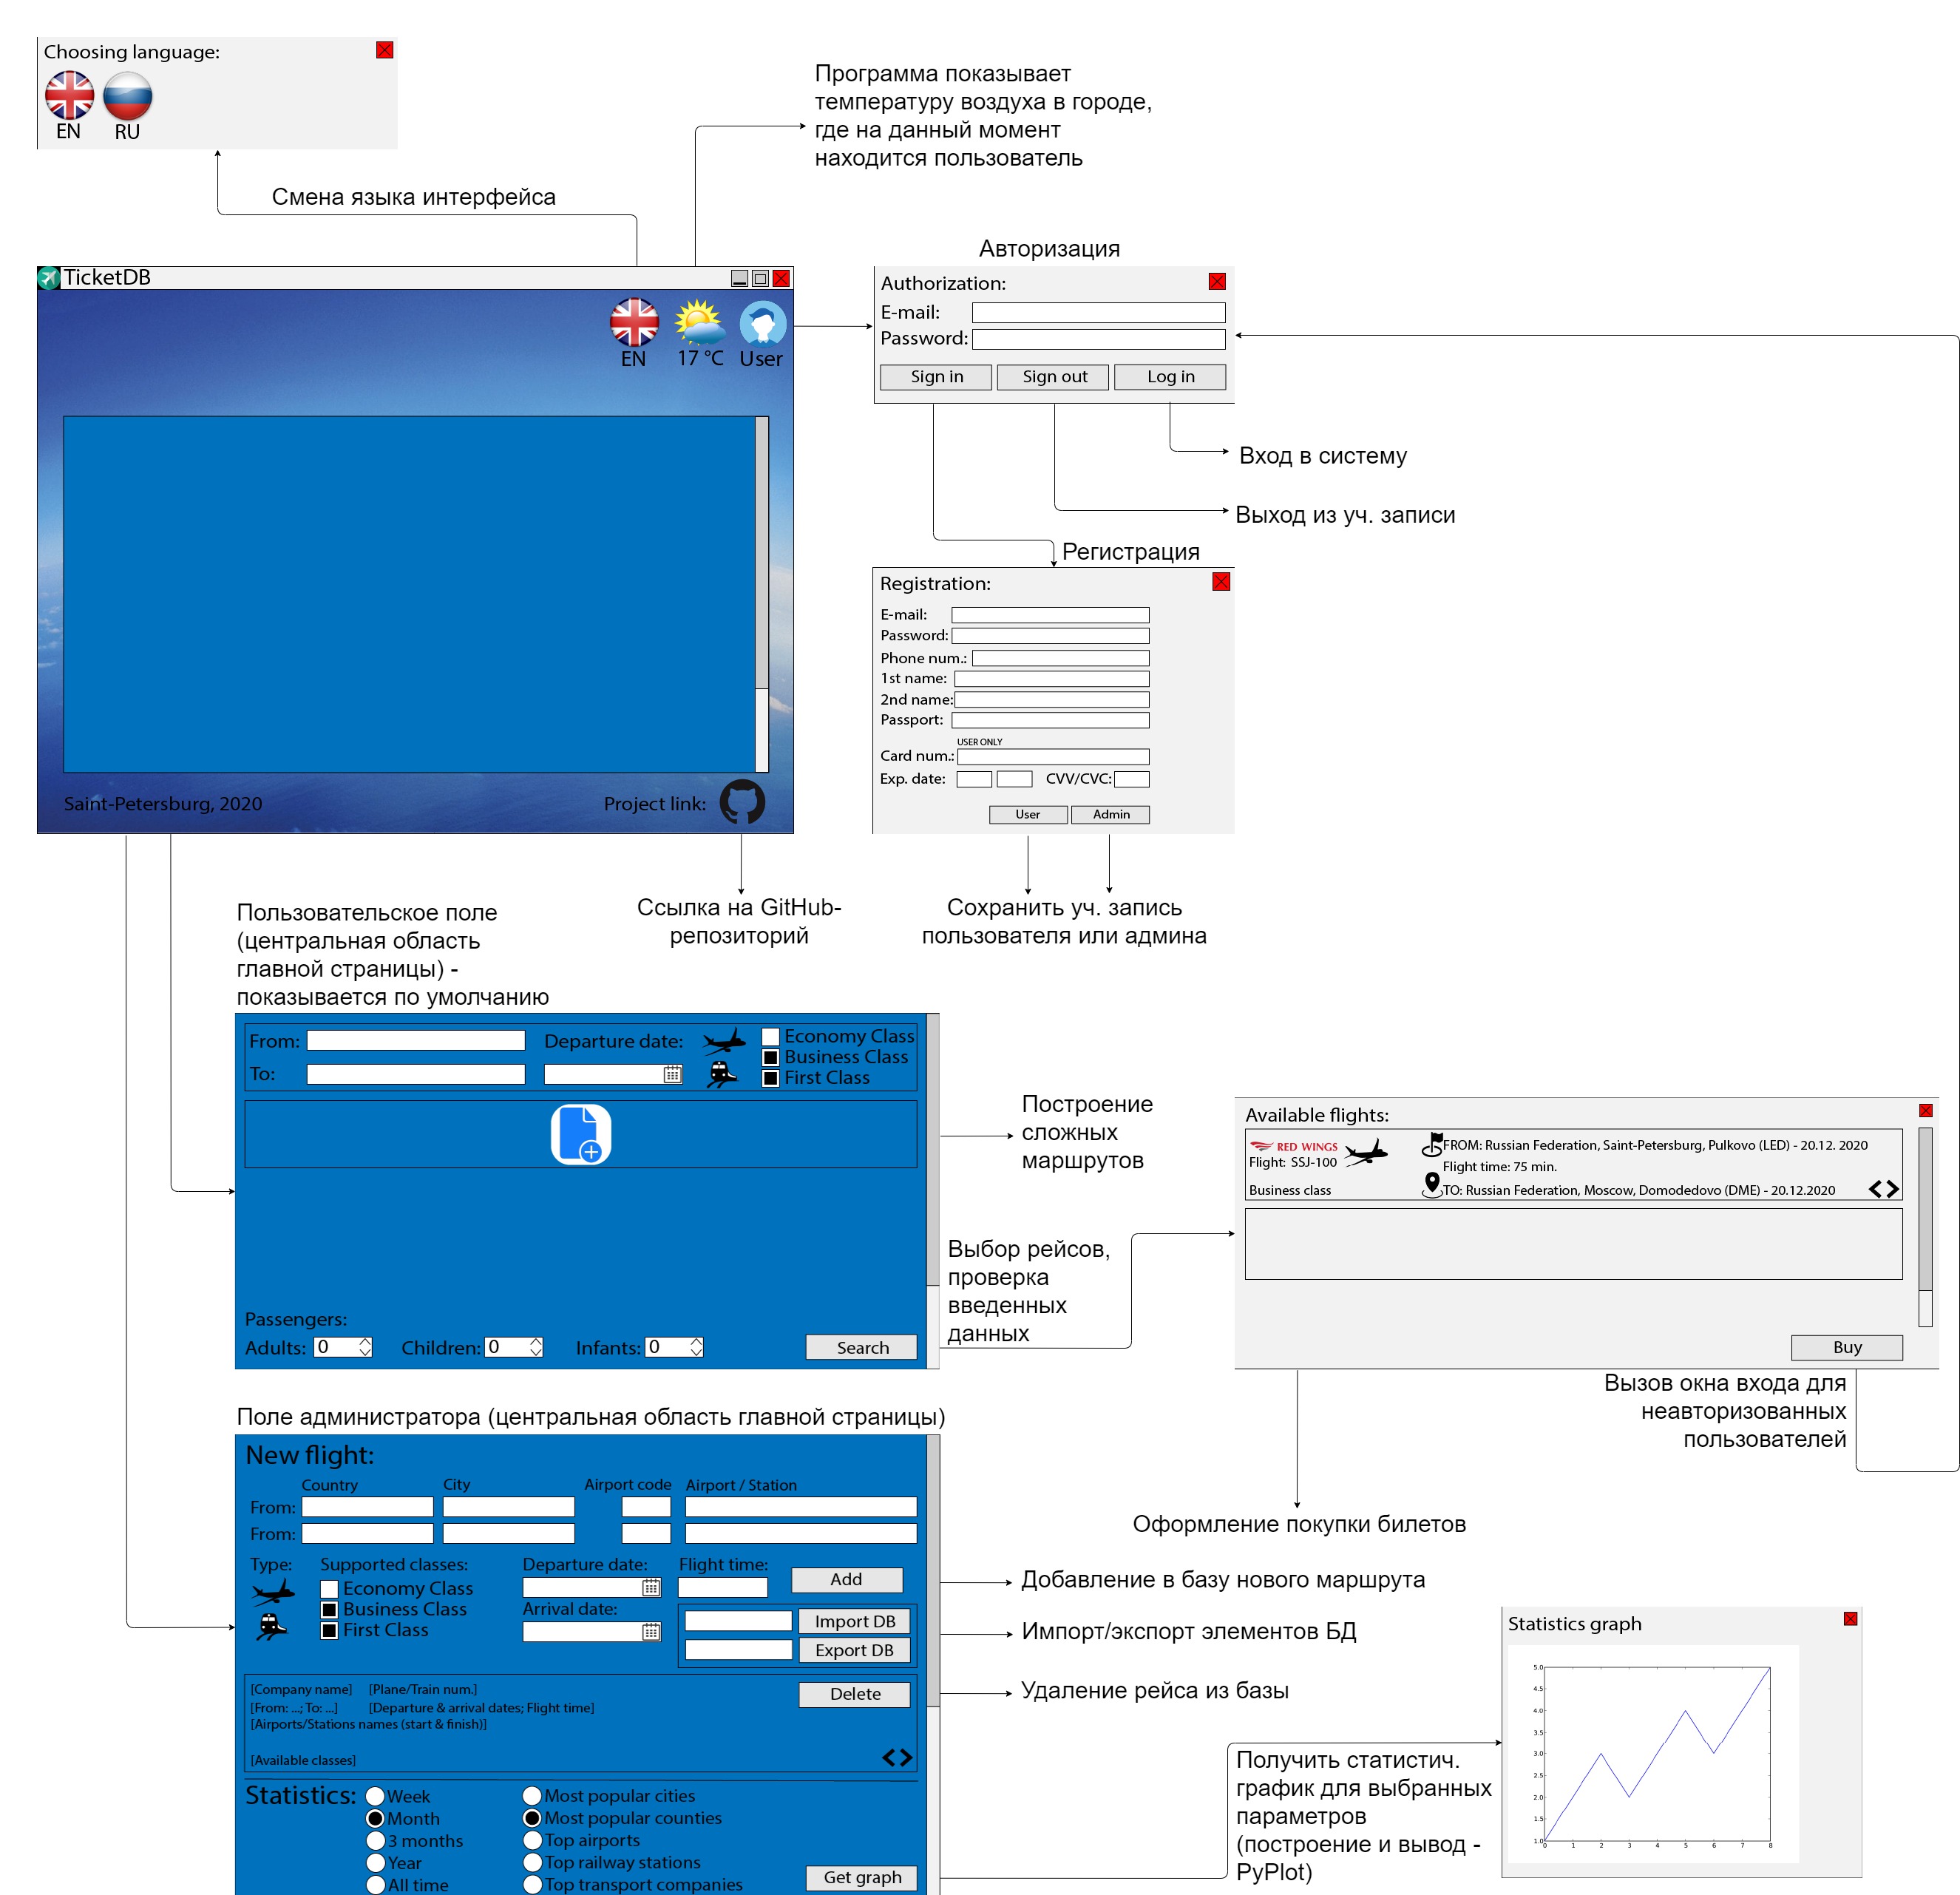 Choosing language:
EN
RU
Программа показывает
температуру воздуха в городе,
где на данный момент
находится пользователь
Смена языка интерфейса
TicketDB
EN
17 °C
User
Saint-Petersburg, 2020
Project link:
Авторизация
Authorization:
E-mail:
Password:
Sign in
Sign out
Log in
Вход в систему
Выход из уч. записи
Регистрация
Registration:
E-mail:
Password:
Phone num.:
1st name:
2nd name:
Passport:
USER ONLY
Card num.:
Exp. date:
CVV/CVC:
User
Admin
Ссылка на GitHub-
репозиторий
Сохранить уч. запись
пользователя или админа
Пользовательское поле
(центральная область
главной страницы) -
показывается по умолчанию
From:
To:
Departure date:
Economy Class
Business Class
First Class
Passengers:
Adults: 0
Children: 0
Infants: 0
Search
Построение
сложных
маршрутов
Выбор рейсов,
проверка
введенных
данных
Available flights:
RED WINGS
Flight: SSJ-100
Business class
FROM: Russian Federation, Saint-Petersburg, Pulkovo (LED) - 20.12. 2020
Flight time: 75 min.
TO: Russian Federation, Moscow, Domodedovo (DME) - 20.12.2020
Buy
Вызов окна входа для
неавторизованных
пользователей
Оформление покупки билетов
Поле администратора (центральная область главной страницы)
New flight:
Country
City
Airport code
Airport / Station
From:
From:
Type:
Supported classes:
Economy Class
Business Class
First Class
Departure date:
Arrival date:
Flight time:
Add
Import DB
Export DB
[Company name]
[Plane/Train num.]
[From: ...; To: ...]
[Departure & arrival dates; Flight time]
[Airports/Stations names (start & finish)]
[Available classes]
Delete
Statistics:
Week
Month
3 months
Year
All time
Most popular cities
Most popular counties
Top airports
Top railway stations
Top transport companies
Get graph
Добавление в базу нового маршрута
Импорт/экспорт элементов БД
Удаление рейса из базы
Получить статистич.
график для выбранных
параметров
(построение и вывод -
PyPlot)
Statistics graph
5.0
4.5
4.0
3.5
3.0
2.5
2.0
1.5
1.0
0 1 2 3 4 5 6 7 8